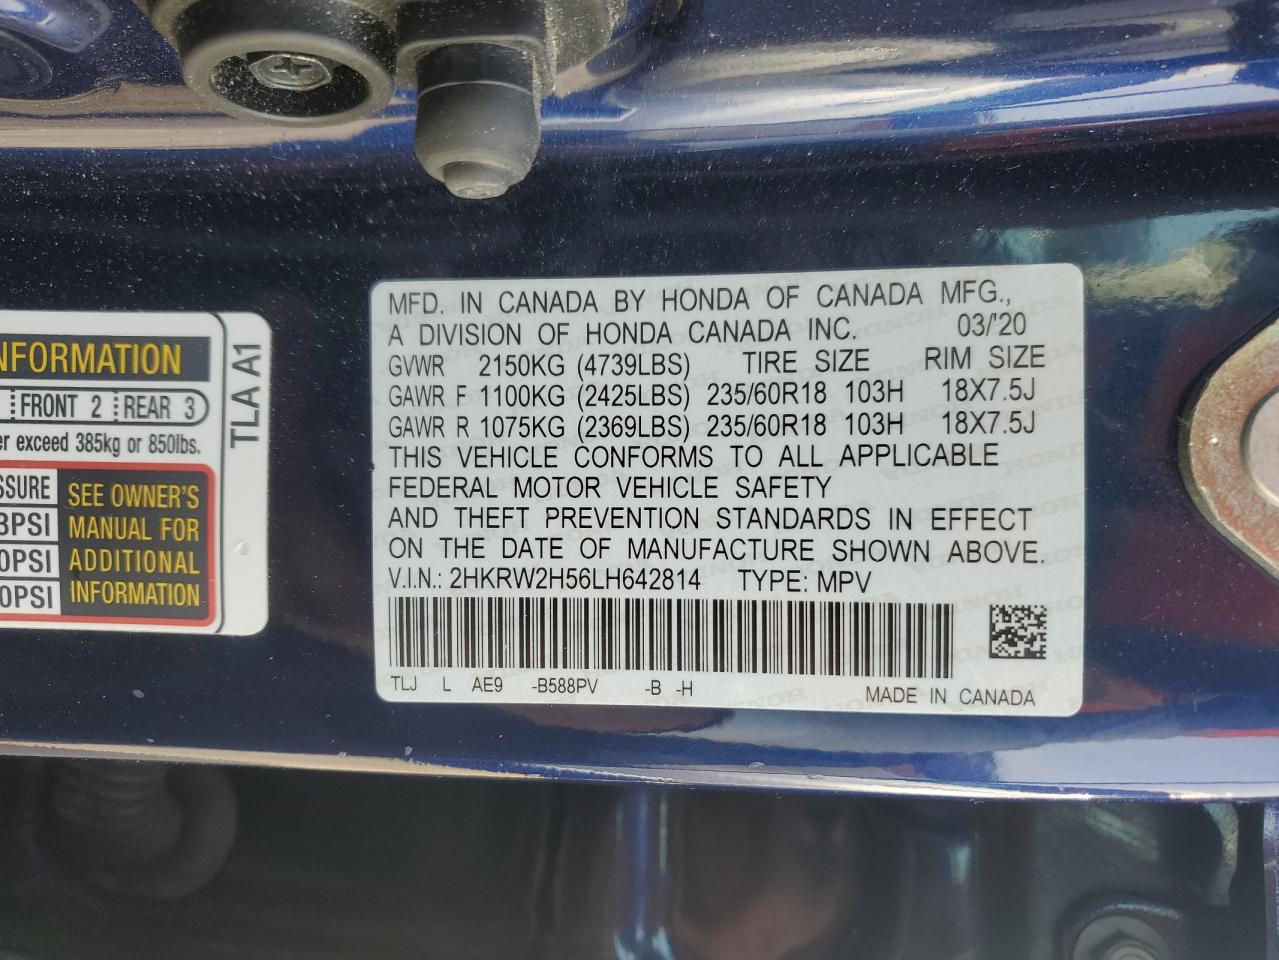 MFD. IN CANADA BY HONDA OF CANADA MFG.,
A DIVISION OF HONDA CANADA INC. 03/'20
GVWR 2150KG (4739LBS) TIRE SIZE RIM SIZE
GAWR F 1100KG (2425LBS) 235/60R18 103H 18X7.5J
GAWR R 1075KG (2369LBS) 235/60R18 103H 18X7.5J
THIS VEHICLE CONFORMS TO ALL APPLICABLE
FEDERAL MOTOR VEHICLE SAFETY
AND THEFT PREVENTION STANDARDS IN EFFECT
ON THE DATE OF MANUFACTURE SHOWN ABOVE.
V.I.N.: 2HKRW2H56LH642814 TYPE: MPV
TLJ L AE9 -B588PV -B -H MADE IN CANADA
NFORMATION
FRONT 2 REAR 3
er exceed 385kg or 850lbs.
SSURE
3PSI
0PSI
0PSI
SEE OWNER'S
MANUAL FOR
ADDITIONAL
INFORMATION
TLA A1